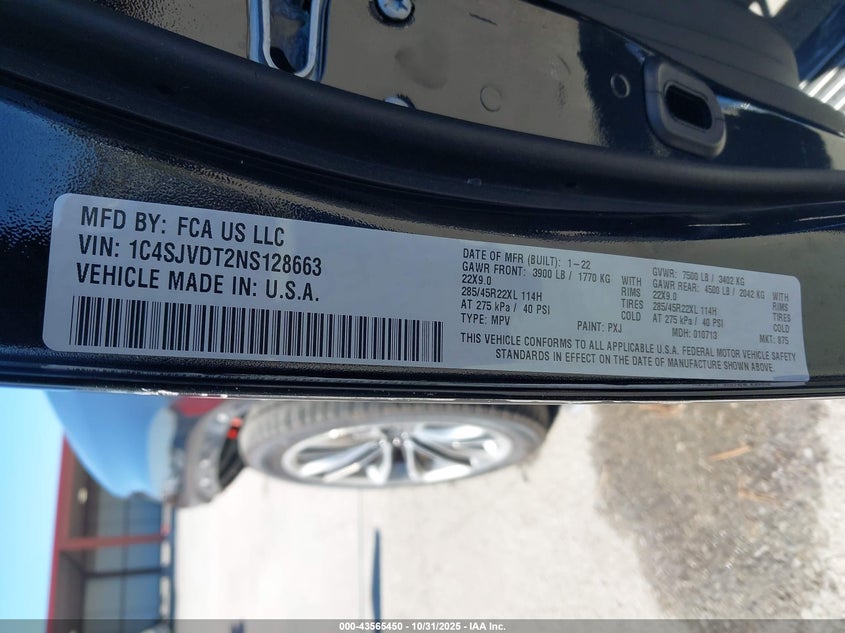 MFD BY: FCA US LLC
VIN: 1C4SJVDT2NS128663
VEHICLE MADE IN: U.S.A.
DATE OF MFR (BUILT): 1-22
GAWR FRONT: 3900 LB / 1770 KG WITH
22X9.0 RIMS
285/45R22XL 114H TIRES
AT 275 kPa / 40 PSI COLD
TYPE: MPV PAINT: PXJ
GVWR: 7500 LB / 3402 KG
GAWR REAR: 4500 LB / 2042 KG WITH
22X9.0 RIMS
285/45R22XL 114H TIRES
AT 275 kPa / 40 PSI COLD
MDH: 010713 MKT: 875
THIS VEHICLE CONFORMS TO ALL APPLICABLE U.S.A. FEDERAL MOTOR VEHICLE SAFETY
STANDARDS IN EFFECT ON THE DATE OF MANUFACTURE SHOWN ABOVE.
000-43565450 - 10/31/2025 - IAA Inc.